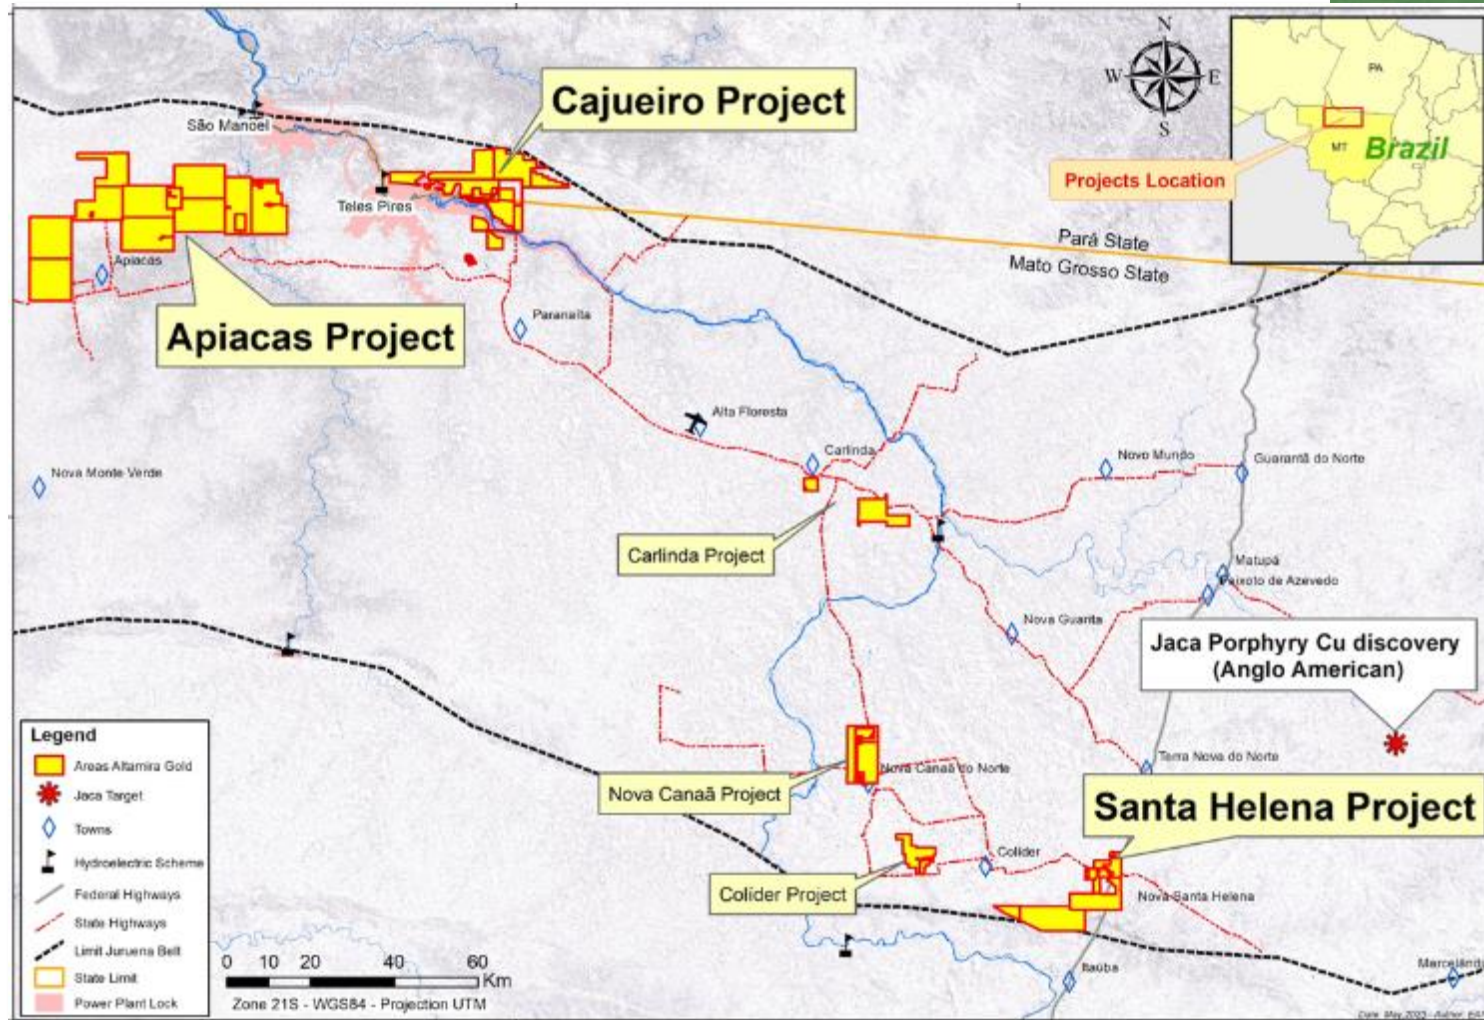 N
W E
S
PA
MT
Brazil
Projects Location
Cajueiro Project
São Manoel
Teles Pires
Pará State
Mato Grosso State
Apiacas
Apiacas Project
Paranaíta
Alta Floresta
Carlinda
Novo Mundo
Guarantã do Norte
Nova Monte Verde
Carlinda Project
Matupá
Peixoto de Azevedo
Nova Guarita
Jaca Porphyry Cu discovery
(Anglo American)
Terra Nova do Norte
Nova Canaã do Norte
Nova Canaã Project
Santa Helena Project
Colider
Colider Project
Nova Santa Helena
Itaúba
Marcelândi
Legend
Areas Altamira Gold
Jaca Target
Towns
Hydroelectric Scheme
Federal Highways
State Highways
Limit Juruena Belt
State Limit
Power Plant Lock
0 10 20 40 60
Km
Zone 21S - WGS84 - Projection UTM